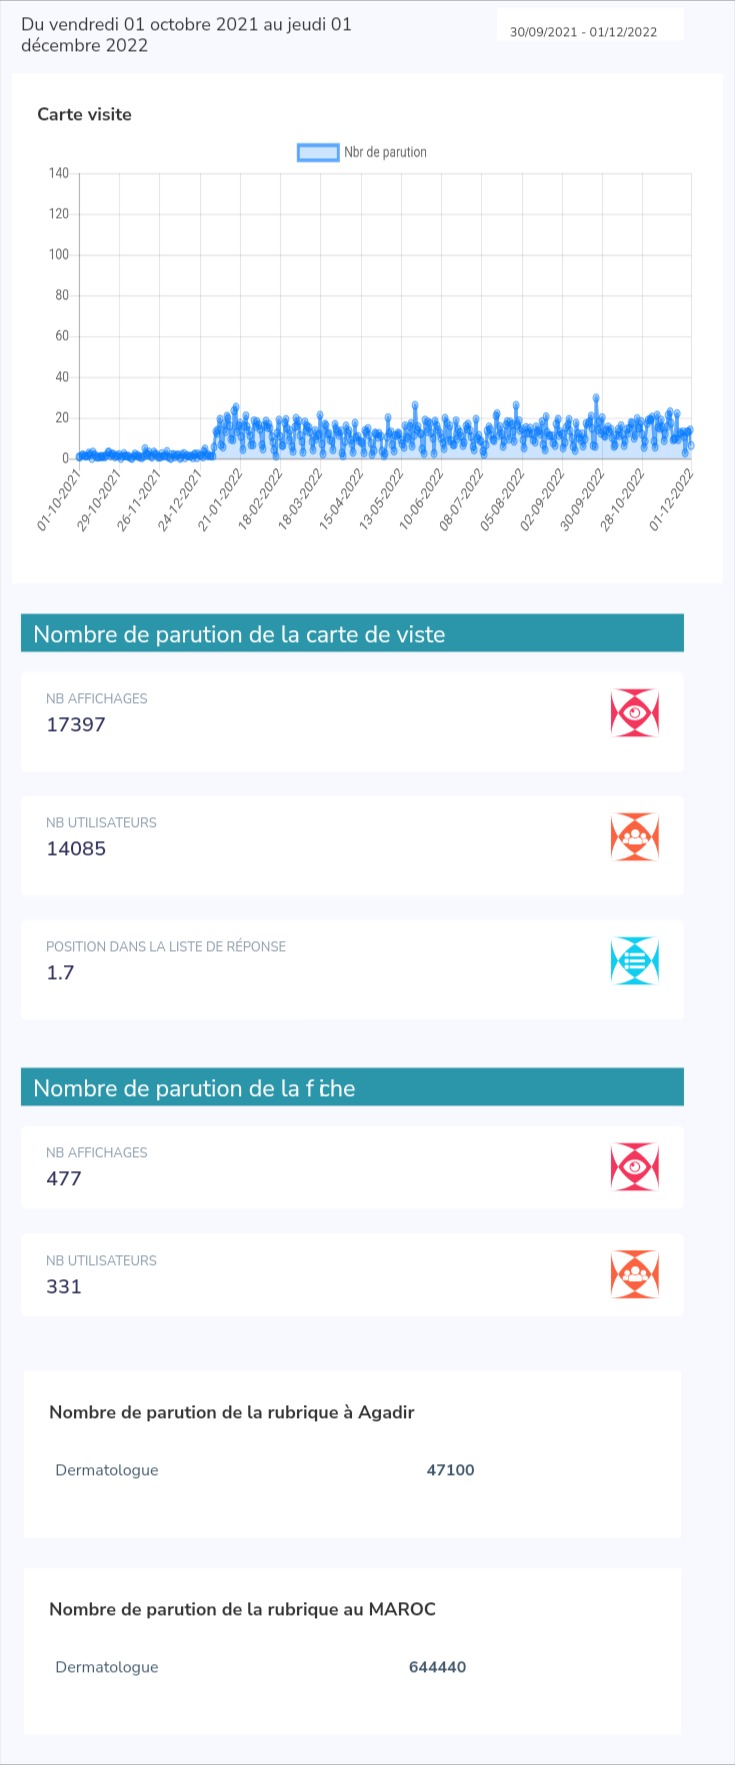 Du vendredi 01 octobre 2021 au jeudi 01
décembre 2022
30/09/2021 - 01/12/2022
Carte visite
Nbr de parution
140
120
100
80
60
40
20
0
01-10-2021
29-10-2021
26-11-2021
24-12-2021
21-01-2022
18-02-2022
18-03-2022
15-04-2022
13-05-2022
10-06-2022
08-07-2022
05-08-2022
02-09-2022
30-09-2022
28-10-2022
01-12-2022
Nombre de parution de la carte de viste
NB AFFICHAGES
17397
NB UTILISATEURS
14085
POSITION DANS LA LISTE DE RÉPONSE
1.7
Nombre de parution de la fiche
NB AFFICHAGES
477
NB UTILISATEURS
331
Nombre de parution de la rubrique à Agadir
Dermatologue 47100
Nombre de parution de la rubrique au MAROC
Dermatologue 644440